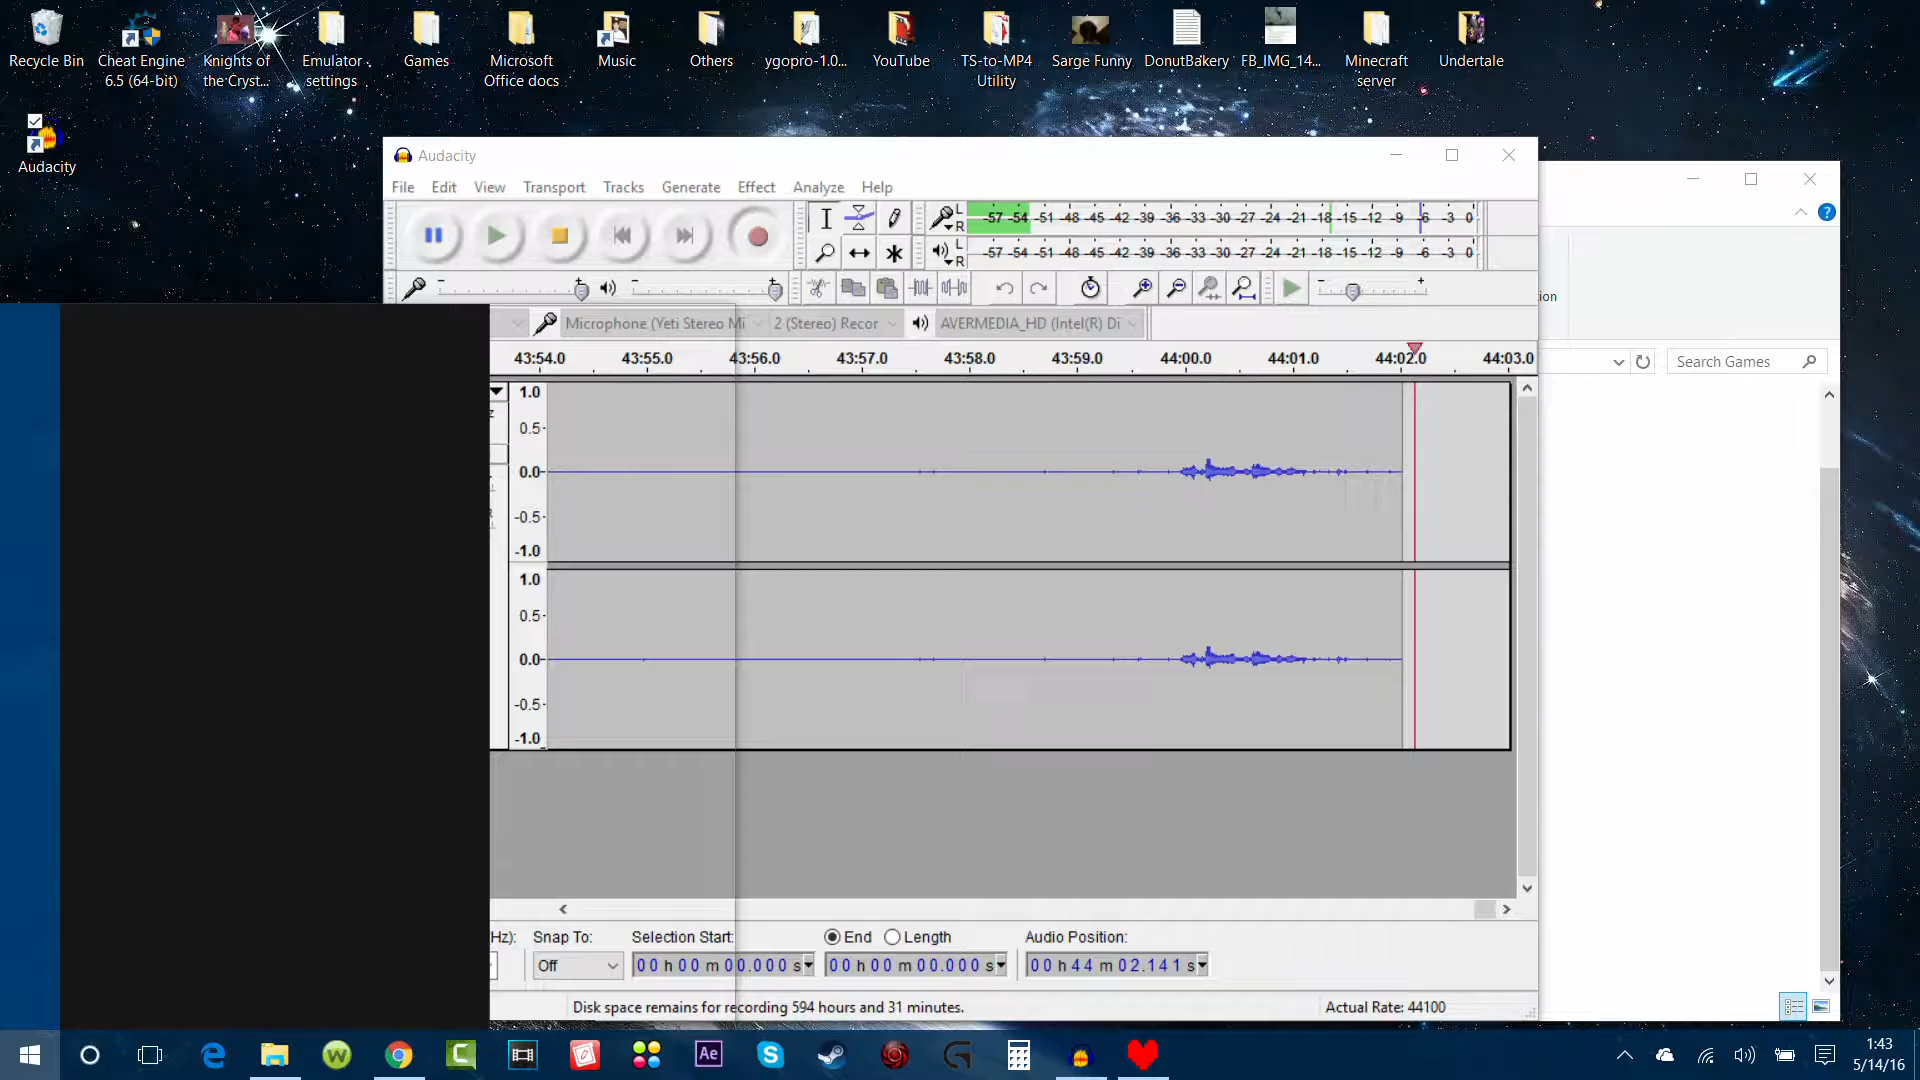 Recycle Bin
Cheat Engine
6.5 (64-bit)
Knights of
the Cryst...
Emulator
settings
Games
Microsoft
Office docs
Music
Others
ygopro-1.0...
YouTube
TS-to-MP4
Utility
Sarge Funny
DonutBakery
FB_IMG_14...
Minecraft
server
Undertale
Audacity
Audacity
File Edit View Transport Tracks Generate Effect Analyze Help
L
R
-57 -54 -51 -48 -45 -42 -39 -36 -33 -30 -27 -24 -21 -18 -15 -12 -9 -6 -3 0
L
R
-57 -54 -51 -48 -45 -42 -39 -36 -33 -30 -27 -24 -21 -18 -15 -12 -9 -6 -3 0
ion
Microphone (Yeti Stereo Mi 2 (Stereo) Recor AVERMEDIA_HD (Intel(R) Di
43:54.0 43:55.0 43:56.0 43:57.0 43:58.0 43:59.0 44:00.0 44:01.0 44:02.0 44:03.0
Search Games
1.0
0.5
0.0
-0.5
-1.0
1.0
0.5
0.0
-0.5
-1.0
Hz): Snap To: Selection Start: End Length Audio Position:
Off 00 h 00 m 00.000 s 00 h 00 m 00.000 s 00 h 44 m 02.141 s
Disk space remains for recording 594 hours and 31 minutes. Actual Rate: 44100
Ae
1:43
5/14/16